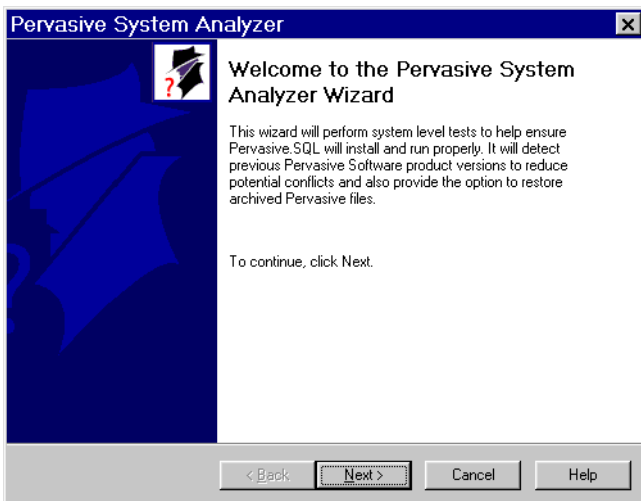 Pervasive System Analyzer
?
Welcome to the Pervasive System
Analyzer Wizard
This wizard will perform system level tests to help ensure
Pervasive.SQL will install and run properly. It will detect
previous Pervasive Software product versions to reduce
potential conflicts and also provide the option to restore
archived Pervasive files.
To continue, click Next.
< Back Next > Cancel Help